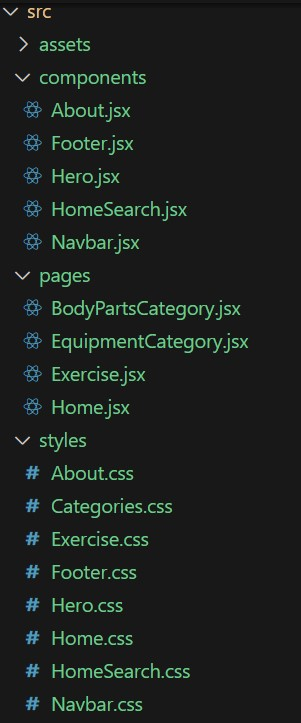 src
assets
components
About.jsx
Footer.jsx
Hero.jsx
HomeSearch.jsx
Navbar.jsx
pages
BodyPartsCategory.jsx
EquipmentCategory.jsx
Exercise.jsx
Home.jsx
styles
# About.css
# Categories.css
# Exercise.css
# Footer.css
# Hero.css
# Home.css
# HomeSearch.css
# Navbar.css